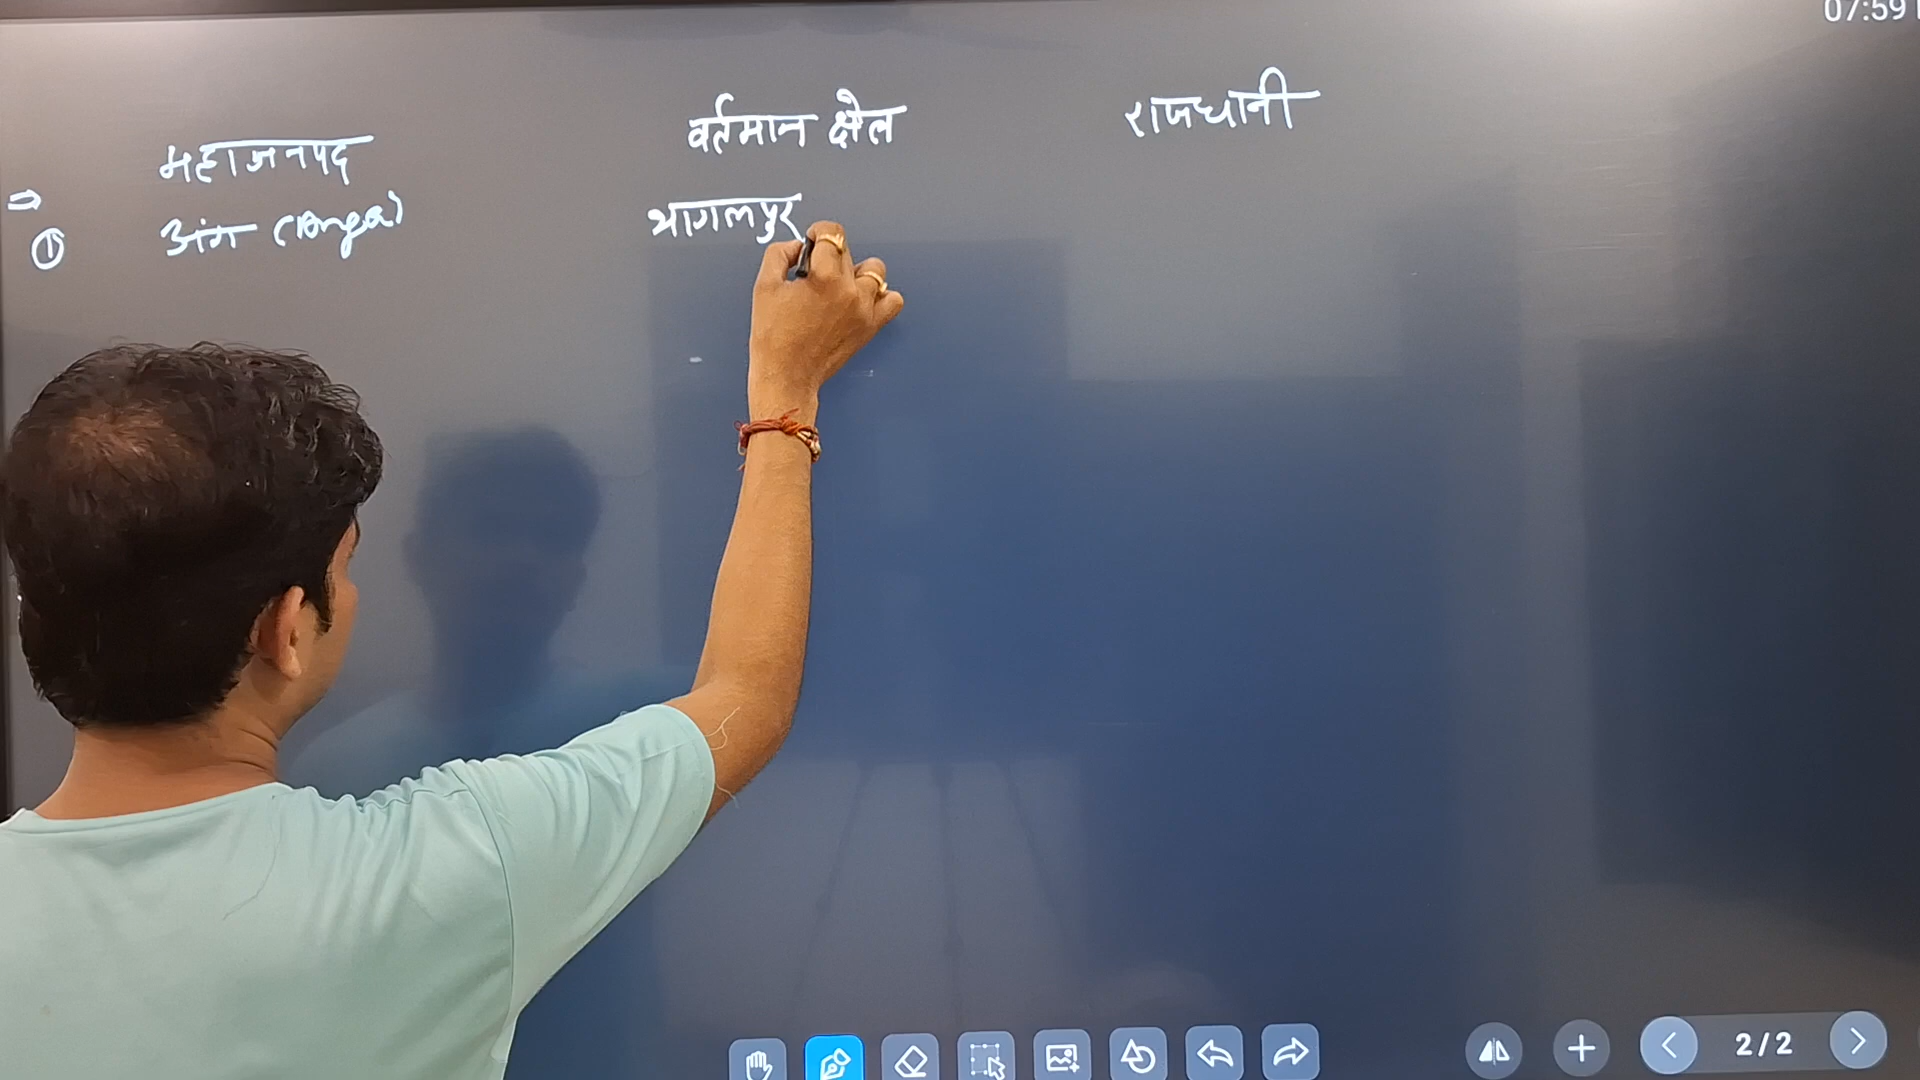 07:59
महाजनपद वर्तमान क्षेत्र राजधानी
⇒
① अंग (Anga) भागलपुर
2/2